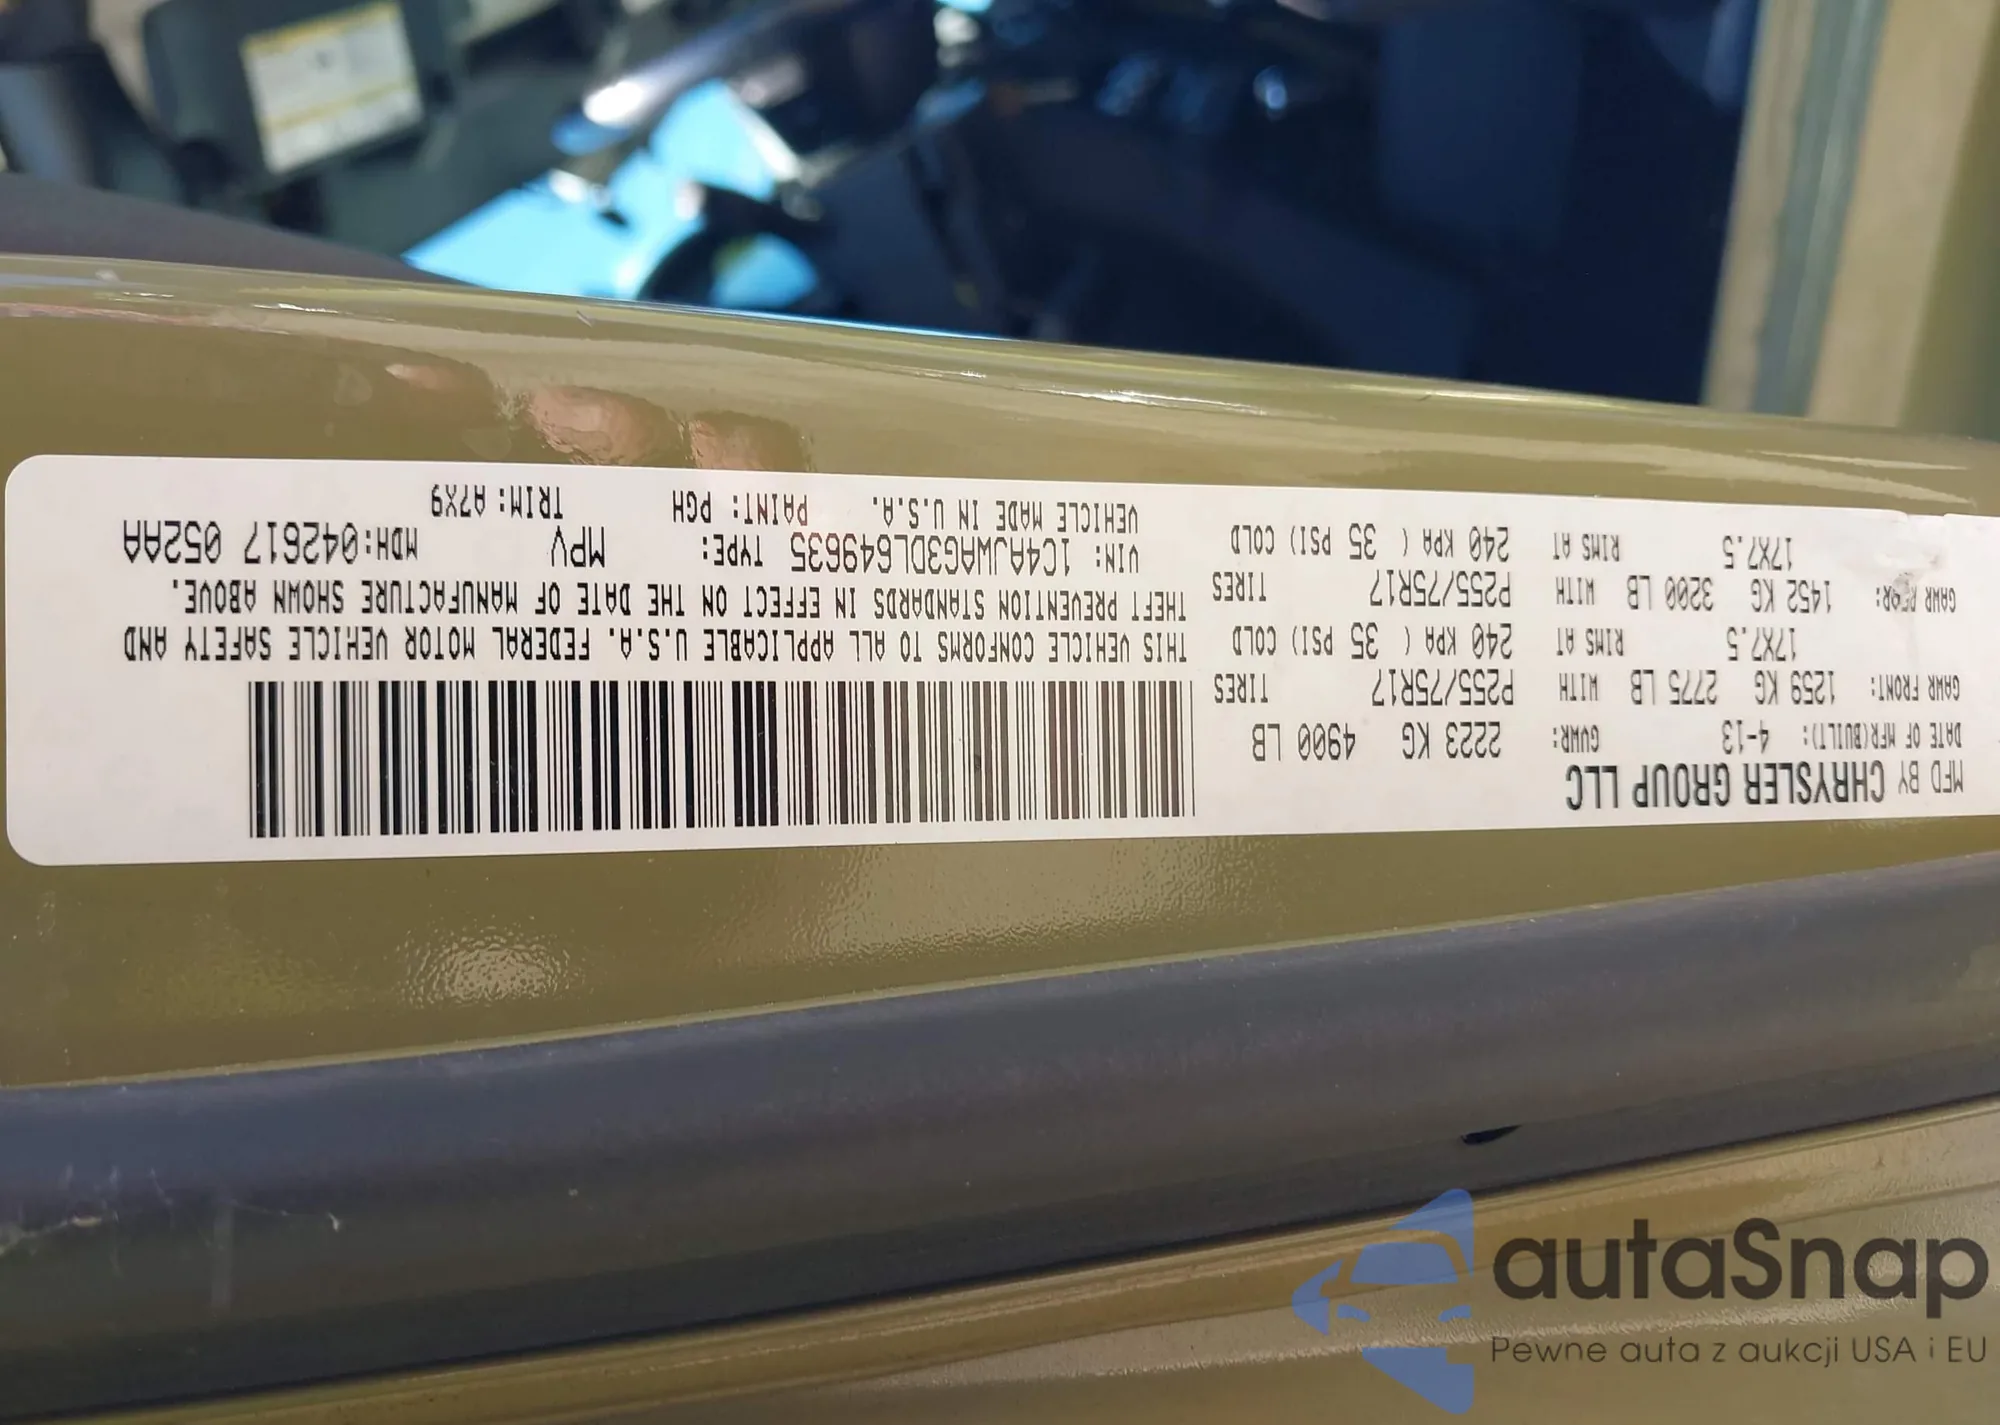 MFD BY CHRYSLER GROUP LLC
DATE OF MFR(BUILT): 4-13 GVWR: 2223 KG 4900 LB
GAWR FRONT: 1259 KG 2775 LB WITH P255/75R17 TIRES
17X7.5 RIMS AT 240 KPA ( 35 PSI) COLD
GAWR REAR: 1452 KG 3200 LB WITH P255/75R17 TIRES
17X7.5 RIMS AT 240 KPA ( 35 PSI) COLD
THIS VEHICLE CONFORMS TO ALL APPLICABLE U.S.A. FEDERAL MOTOR VEHICLE SAFETY AND
THEFT PREVENTION STANDARDS IN EFFECT ON THE DATE OF MANUFACTURE SHOWN ABOVE.
VIN: 1C4AJWAG3DL649635 TYPE: MPV MDH:042617 052AA
VEHICLE MADE IN U.S.A. PAINT: PGH TRIM: A7X9
autaSnap
Pewne auta z aukcji USA i EU